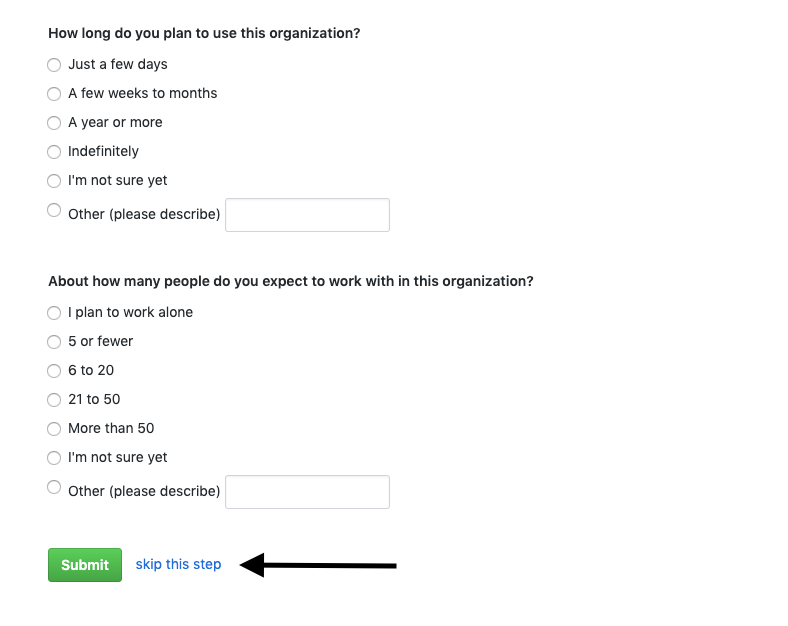 How long do you plan to use this organization?
Just a few days
A few weeks to months
A year or more
Indefinitely
I'm not sure yet
Other (please describe)
About how many people do you expect to work with in this organization?
I plan to work alone
5 or fewer
6 to 20
21 to 50
More than 50
I'm not sure yet
Other (please describe)
Submit skip this step